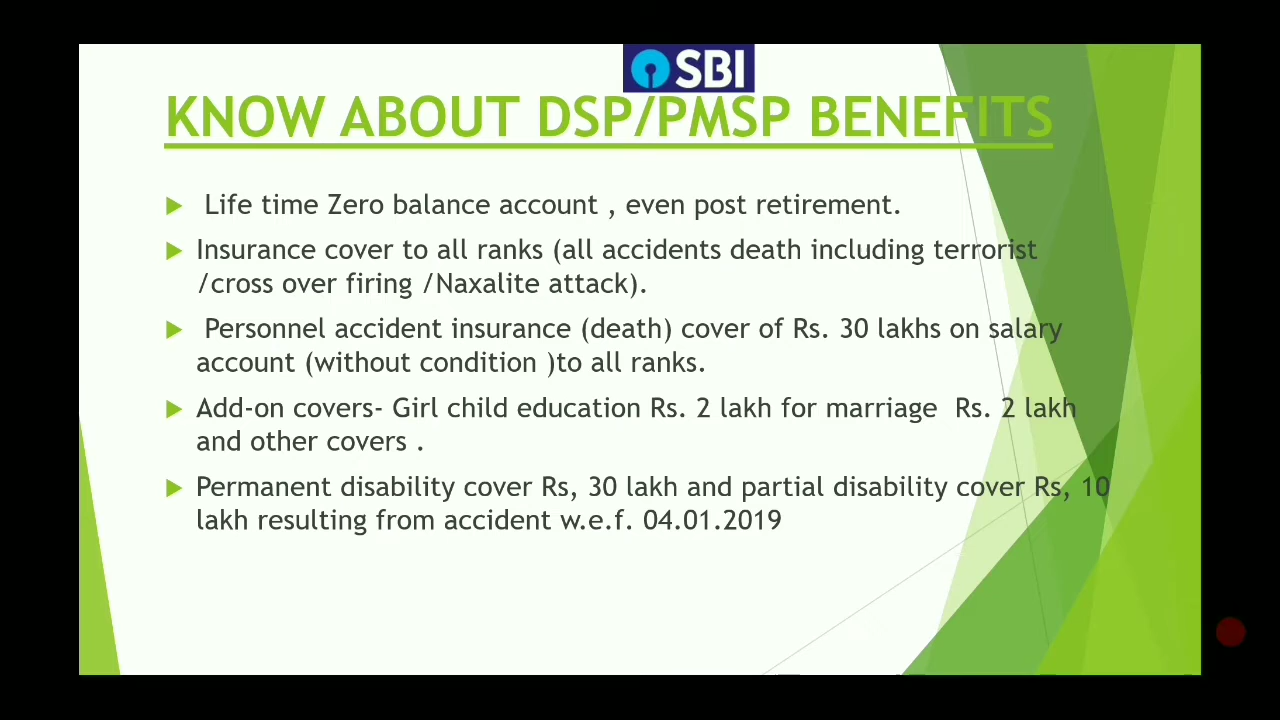 SBI
KNOW ABOUT DSP/PMSP BENEFITS
Life time Zero balance account , even post retirement.
Insurance cover to all ranks (all accidents death including terrorist
/cross over firing /Naxalite attack).
Personnel accident insurance (death) cover of Rs. 30 lakhs on salary
account (without condition )to all ranks.
Add-on covers- Girl child education Rs. 2 lakh for marriage Rs. 2 lakh
and other covers .
Permanent disability cover Rs, 30 lakh and partial disability cover Rs, 10
lakh resulting from accident w.e.f. 04.01.2019